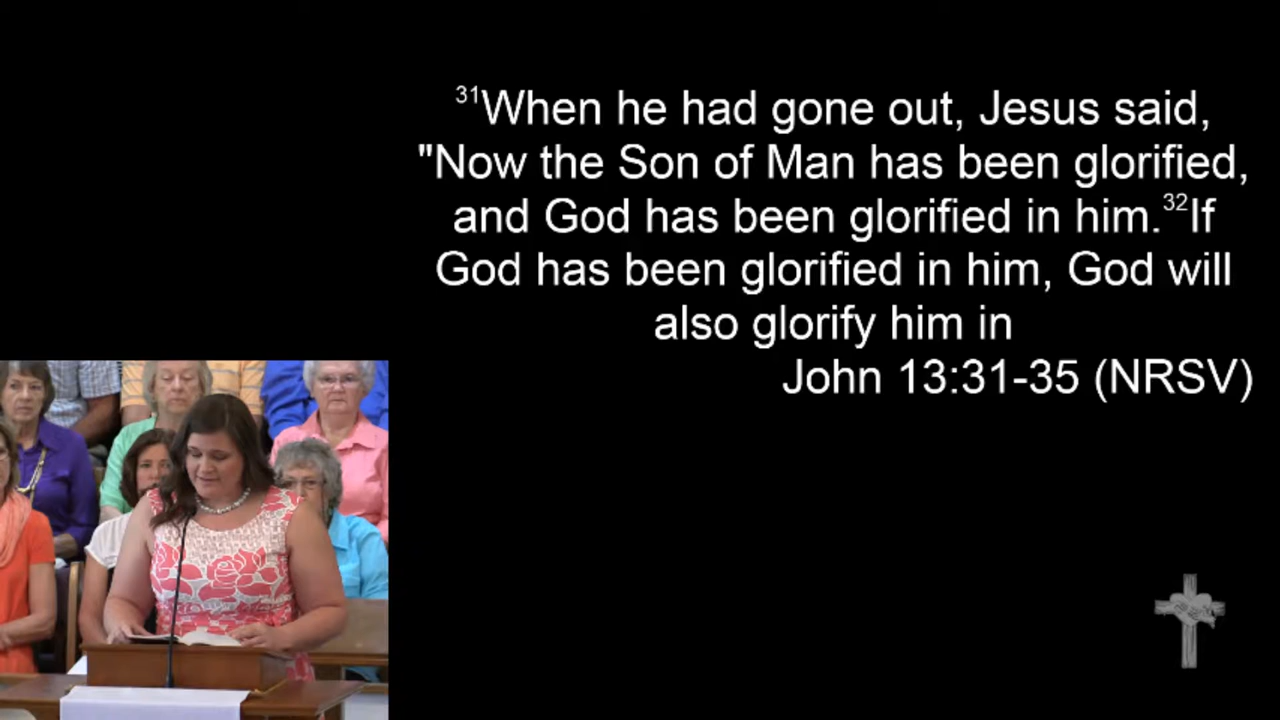 ³¹When he had gone out, Jesus said,
"Now the Son of Man has been glorified,
and God has been glorified in him.³²If
God has been glorified in him, God will
also glorify him in
John 13:31-35 (NRSV)